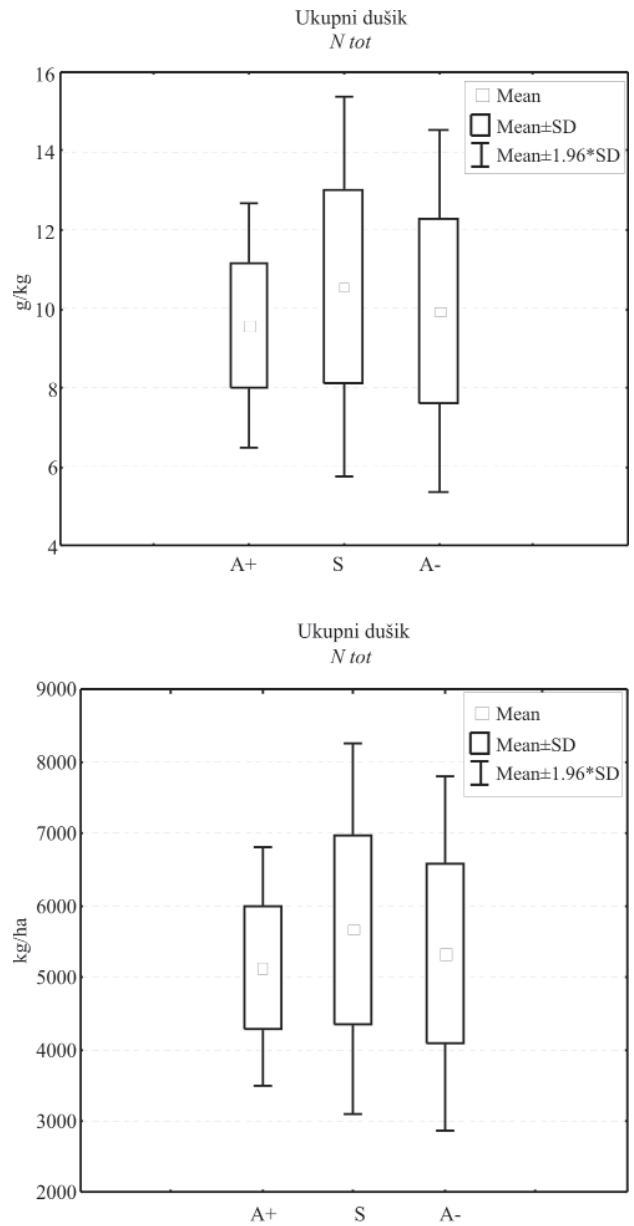 Ukupni dušik
N tot
16
14
12
10
8
6
4
g/kg
Mean
Mean±SD
Mean±1.96*SD
A+ S A-
Ukupni dušik
N tot
9000
8000
7000
6000
5000
4000
3000
2000
kg/ha
Mean
Mean±SD
Mean±1.96*SD
A+ S A-